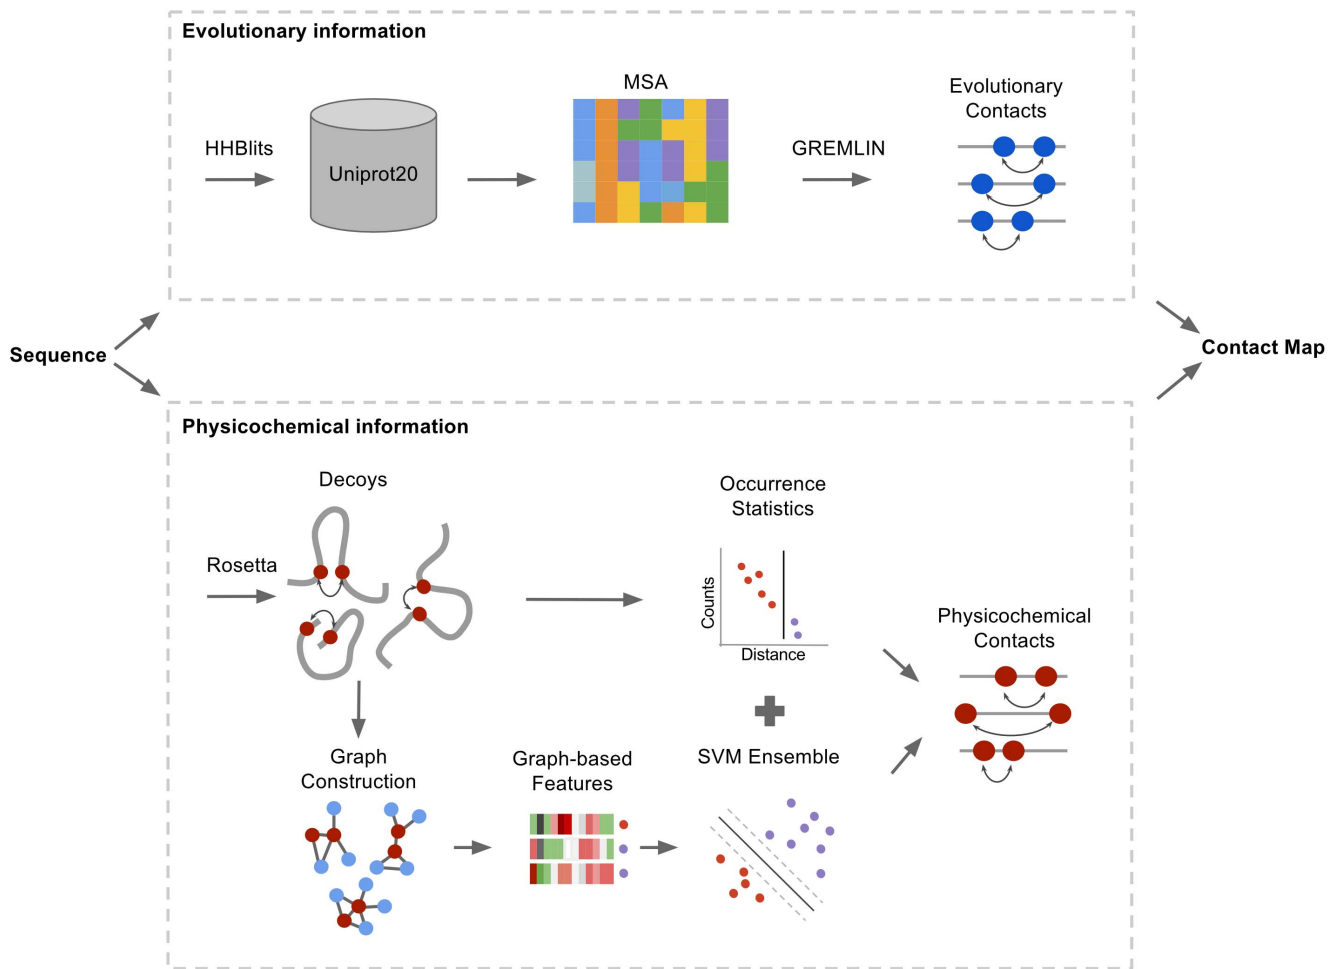 Evolutionary information
HHBlits
Uniprot20
MSA
GREMLIN
Evolutionary
Contacts
Sequence
Contact Map
Physicochemical information
Rosetta
Decoys
Occurrence
Statistics
Counts
Distance
Physicochemical
Contacts
Graph
Construction
Graph-based
Features
SVM Ensemble